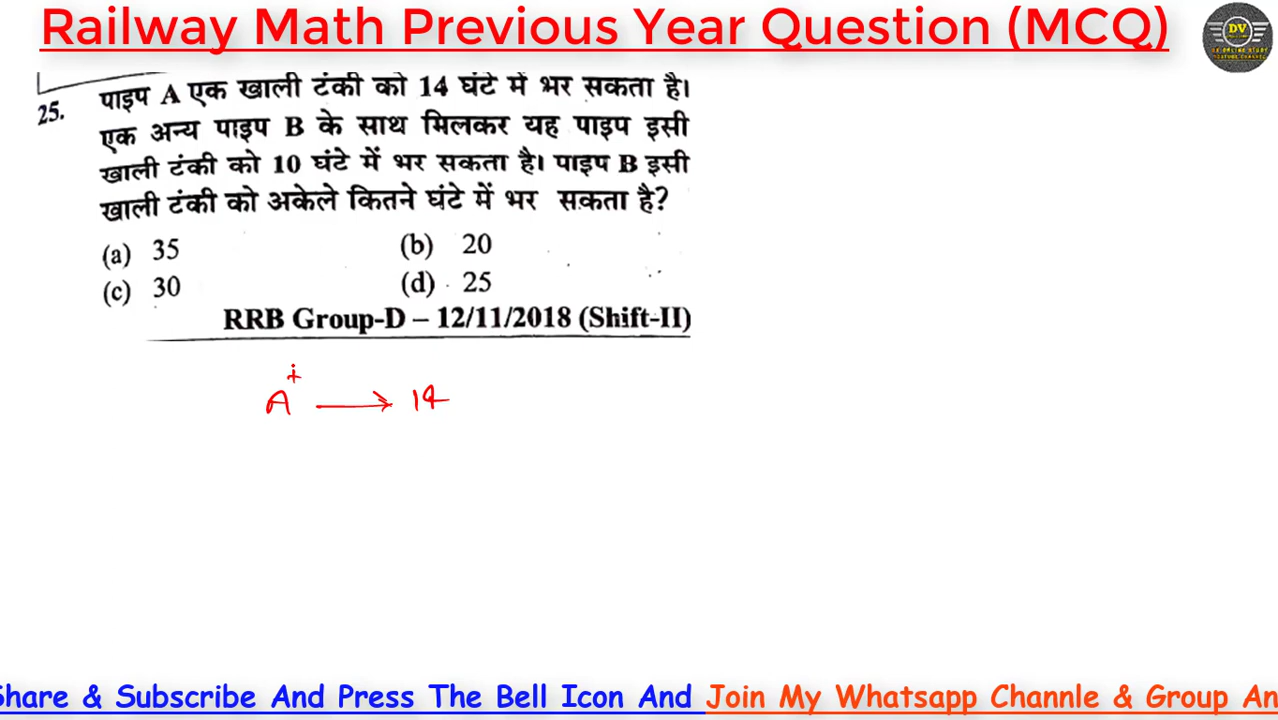 Railway Math Previous Year Question (MCQ)
DV
25. पाइप A एक खाली टंकी को 14 घंटे में भर सकता है।
एक अन्य पाइप B के साथ मिलकर यह पाइप इसी
खाली टंकी को 10 घंटे में भर सकता है। पाइप B इसी
खाली टंकी को अकेले कितने घंटे में भर सकता है?
(a) 35 (b) 20
(c) 30 (d) 25
RRB Group-D – 12/11/2018 (Shift-II)
A+ → 14
Share & Subscribe And Press The Bell Icon And Join My Whatsapp Channle & Group An